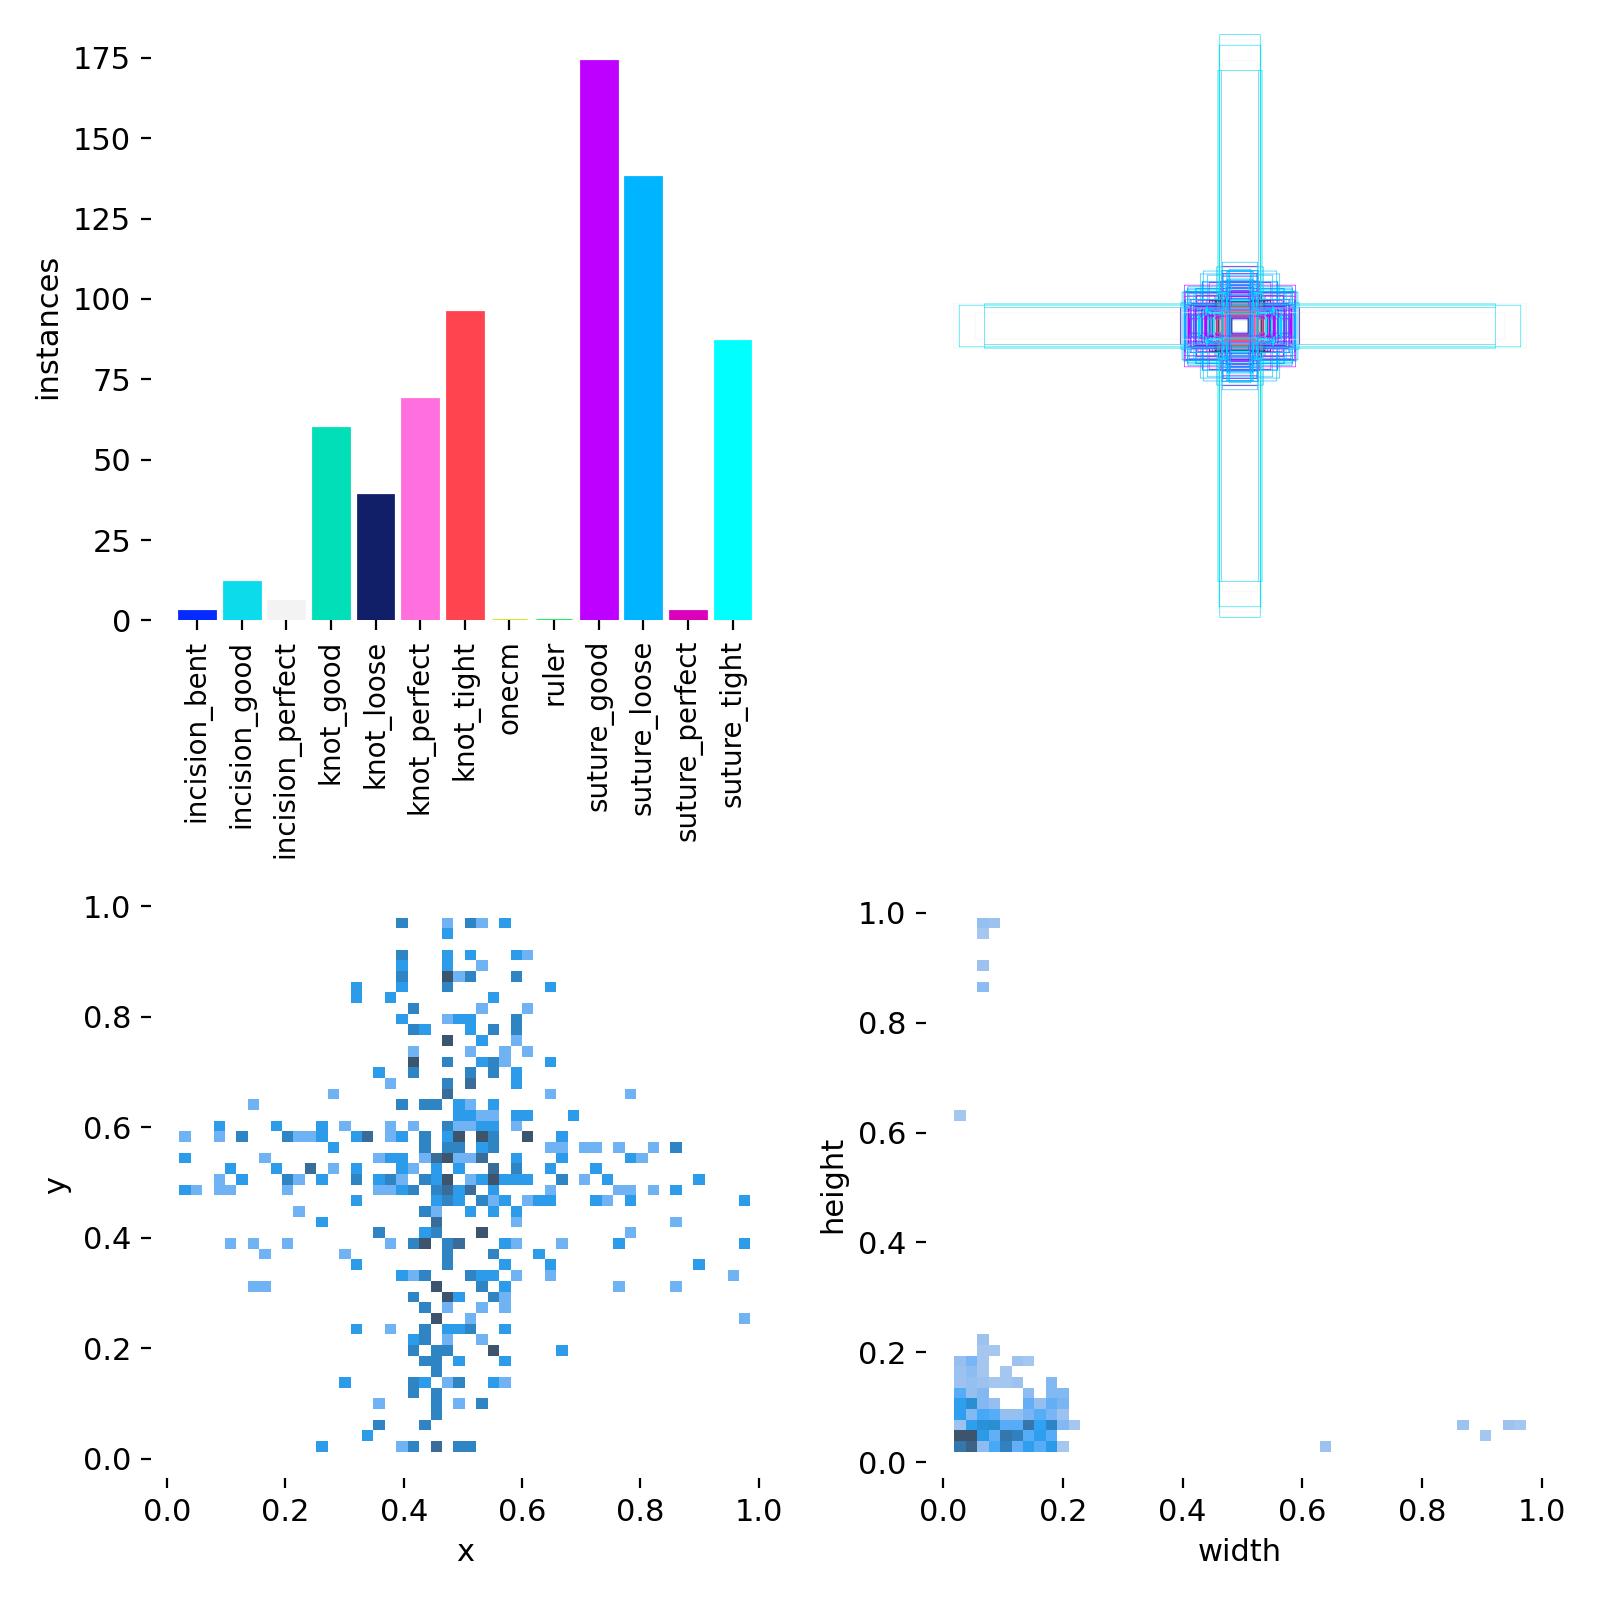 instances
175
150
125
100
75
50
25
0
incision_bent
incision_good
incision_perfect
knot_good
knot_loose
knot_perfect
knot_tight
onecm
ruler
suture_good
suture_loose
suture_perfect
suture_tight
y
1.0
0.8
0.6
0.4
0.2
0.0
0.0 0.2 0.4 0.6 0.8 1.0
x
height
1.0
0.8
0.6
0.4
0.2
0.0
0.0 0.2 0.4 0.6 0.8 1.0
width